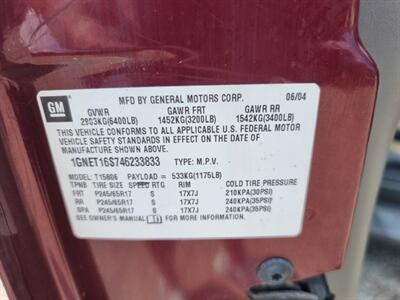 GM
MFD BY GENERAL MOTORS CORP. 06/04
GVWR GAWR FRT GAWR RR
2903KG(6400LB) 1452KG(3200LB) 1542KG(3400LB)
THIS VEHICLE CONFORMS TO ALL APPLICABLE U.S. FEDERAL MOTOR
VEHICLE SAFETY STANDARDS IN EFFECT ON THE DATE OF
MANUFACTURE SHOWN ABOVE.
1GNET16S746233833 TYPE: M.P.V.
MODEL: T15806 PAYLOAD = 533KG(1175LB)
TPNB TIRE SIZE SPEED RTG RIM COLD TIRE PRESSURE
FRT P245/65R17 S 17X7J 210KPA(30PSI)
RR P245/65R17 S 17X7J 240KPA(35PSI)
SPA P245/65R17 S 17X7J 240KPA(35PSI)
SEE OWNER'S MANUAL FOR MORE INFORMATION.